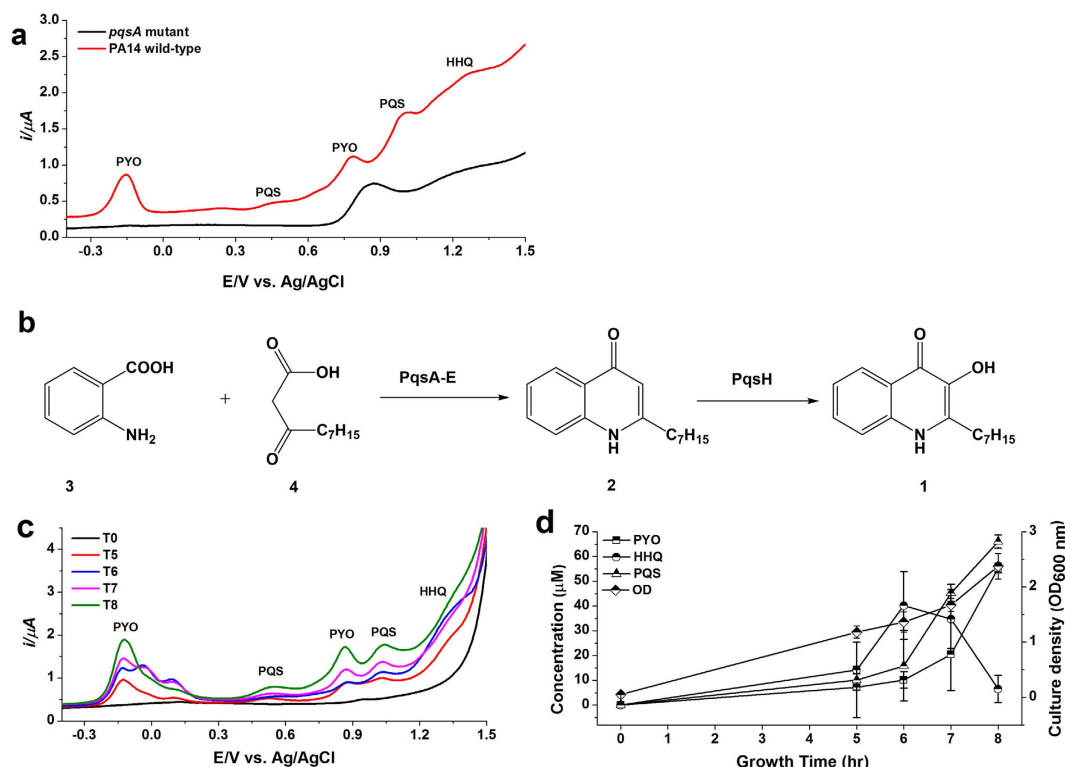 a
3.0
2.5
2.0
1.5
1.0
0.5
0.0
i/µA
pqsA mutant
PA14 wild-type
PYO
PQS
PYO
PQS
HHQ
-0.3 0.0 0.3 0.6 0.9 1.2 1.5
E/V vs. Ag/AgCl
b
COOH
NH2
3
+
O
OH
C7H15
O
4
PqsA-E
O
N
H
C7H15
2
PqsH
O
OH
N
H
C7H15
1
c
4
3
2
1
0
i/µA
T0
T5
T6
T7
T8
PYO
PQS
PYO
PQS
HHQ
-0.3 0.0 0.3 0.6 0.9 1.2 1.5
E/V vs. Ag/AgCl
d
70
60
50
40
30
20
10
0
Concentration (µM)
PYO
HHQ
PQS
OD
3
2
1
0
Culture density (OD600 nm)
0 1 2 3 4 5 6 7 8
Growth Time (hr)